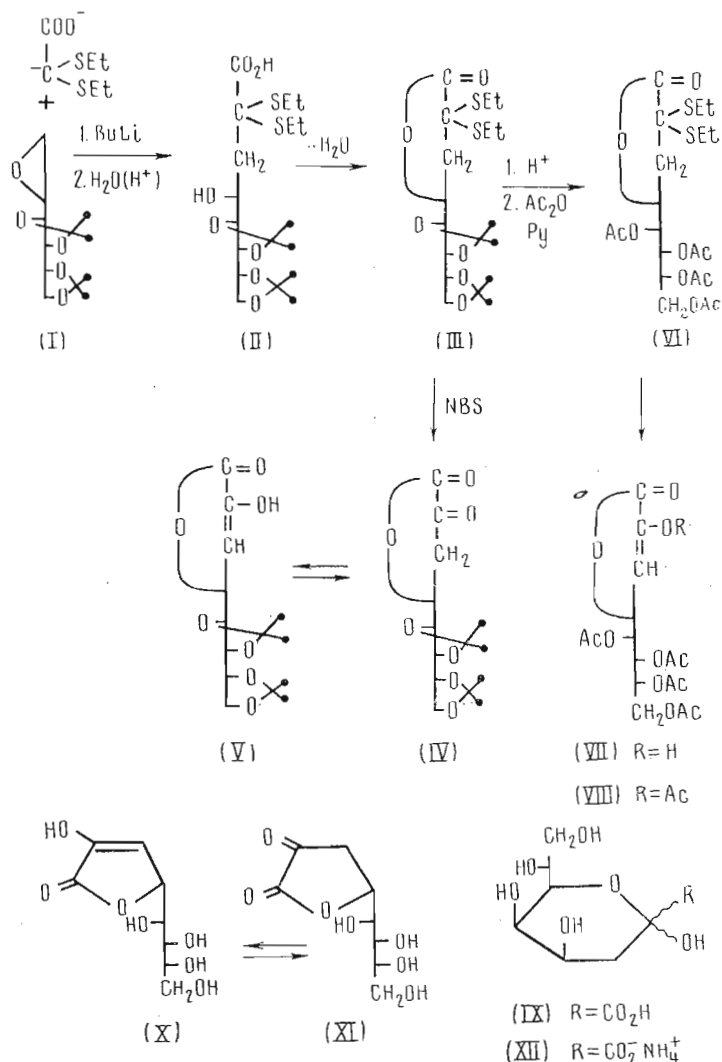 COO⁻
⁻C SEt
SEt
+
O
1. BuLi
2. H₂O(H⁺)
O
O
O
O
(I)
CO₂H
C SEt
SEt
CH₂
HO
O
O
O
O
(II)
-H₂O
C=O
O
C SEt
SEt
CH₂
O
O
O
O
(III)
1. H⁺
2. Ac₂O
Py
C=O
O
C SEt
SEt
CH₂
AcO
OAc
OAc
CH₂OAc
(VI)
NBS
C=O
C-OH
O
CH
O
O
O
O
(V)
C=O
C=O
O
CH₂
O
O
O
O
(IV)
C=O
C-OR
O
CH
AcO
OAc
OAc
CH₂OAc
(VII) R=H
(VIII) R=Ac
HO
O
O
HO
OH
OH
CH₂OH
(X)
O
O
O
HO
OH
OH
CH₂OH
(XI)
CH₂OH
HO
HO
O
R
OH
OH
(IX) R=CO₂H
(XII) R=CO₂⁻NH₄⁺